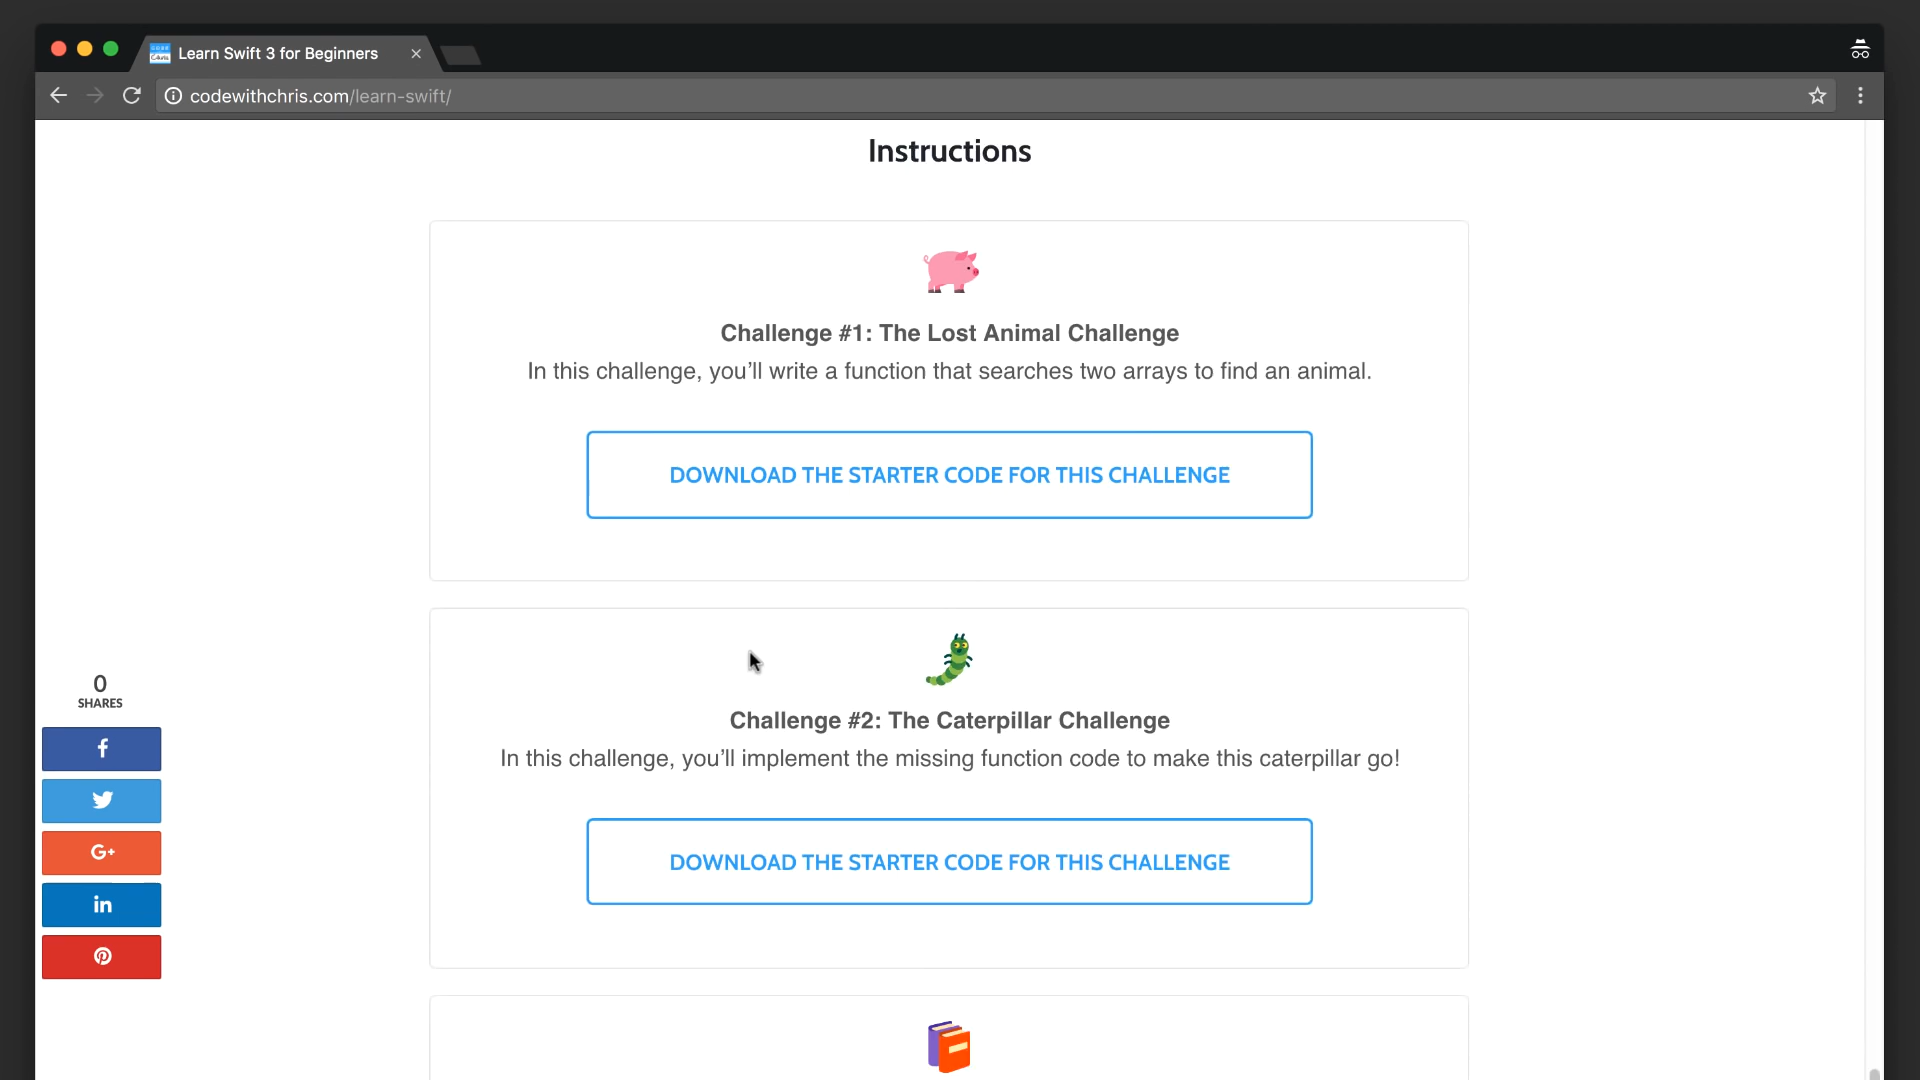 Learn Swift 3 for Beginners
codewithchris.com/learn-swift/
Instructions
Challenge #1: The Lost Animal Challenge
In this challenge, you’ll write a function that searches two arrays to find an animal.
DOWNLOAD THE STARTER CODE FOR THIS CHALLENGE
Challenge #2: The Caterpillar Challenge
In this challenge, you’ll implement the missing function code to make this caterpillar go!
DOWNLOAD THE STARTER CODE FOR THIS CHALLENGE
0
SHARES
f
G+
in